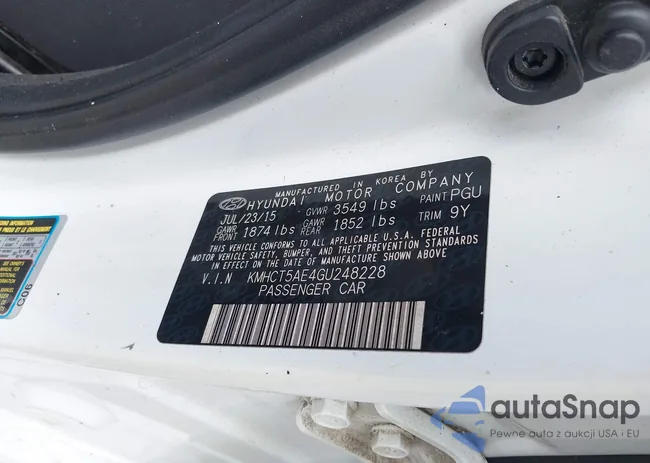 MANUFACTURED IN KOREA BY
HYUNDAI MOTOR COMPANY
JUL/23/15 GVWR 3549 lbs PAINT PGU
GAWR FRONT 1874 lbs GAWR REAR 1852 lbs TRIM 9Y
THIS VEHICLE CONFORMS TO ALL APPLICABLE U.S.A FEDERAL
MOTOR VEHICLE SAFETY, BUMPER, AND THEFT PREVENTION STANDARDS
IN EFFECT ON THE DATE OF MANUFACTURE SHOWN ABOVE.
V.I.N KMHCT5AE4GU248228
PASSENGER CAR
C06
autoSnap
Pewne auta z aukcji USA i EU